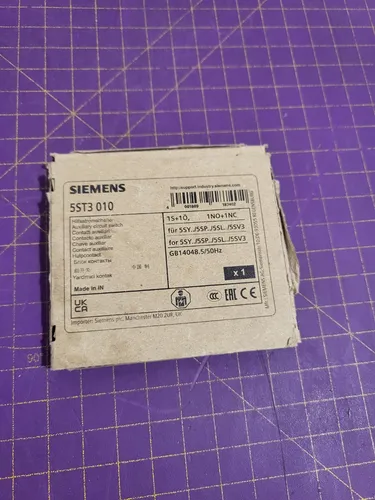 SIEMENS
5ST3 010
Hilfsstromschalter
Auxiliary circuit switch
Contact auxiliaire
Contacto auxiliar
Contatto ausiliario
Hulpcontact
Блок контакты
Yardımcı kontak
Made in IN
http://support.industry.siemens.com
1S+1Ö, 1NO+1NC
für 5SY../5SP../5SL../5SV3
for 5SY../5SP../5SL../5SV3
GB14048.5/50Hz
x 1
UK
CA
Importer: Siemens plc, Manchester M20 2UR, UK
90°